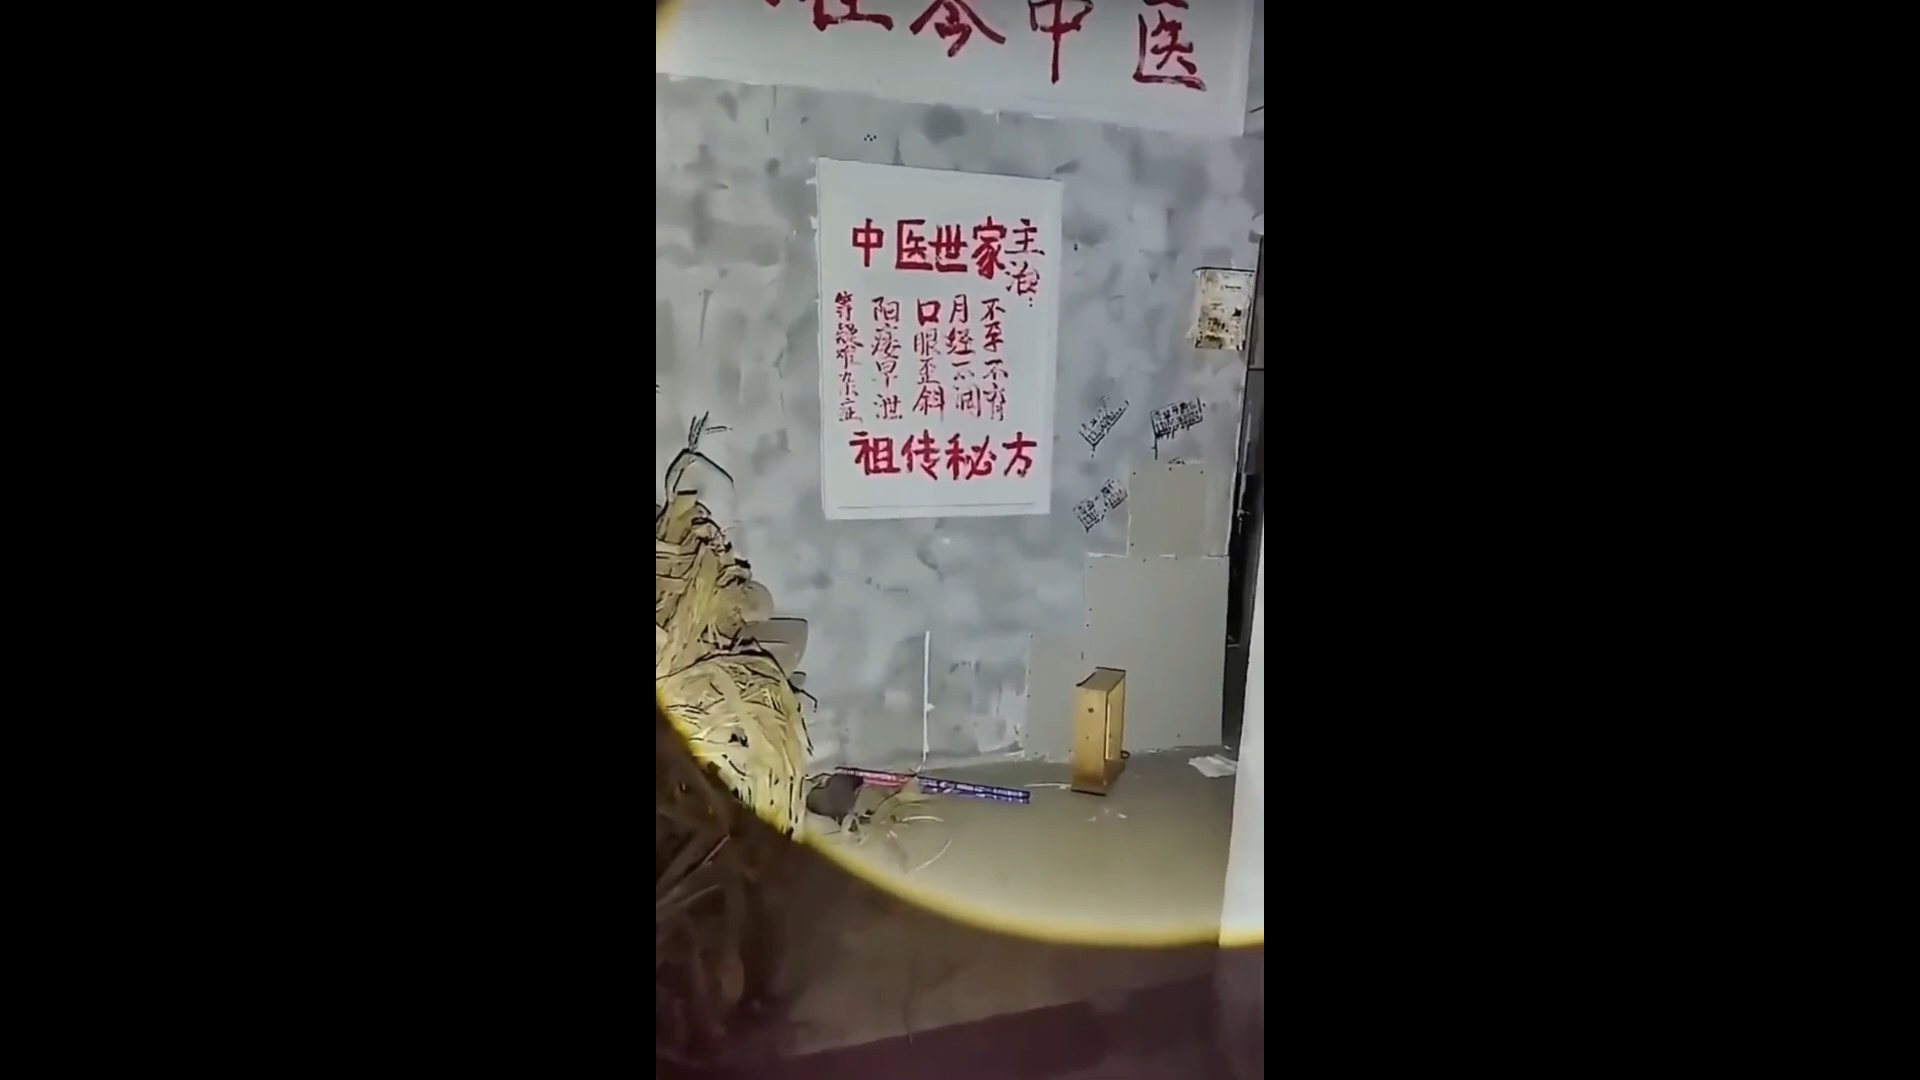 中医
中医世家
主治:
不孕不育
月经不调
口眼歪斜
阳痿早泄
等疑难杂症
祖传秘方